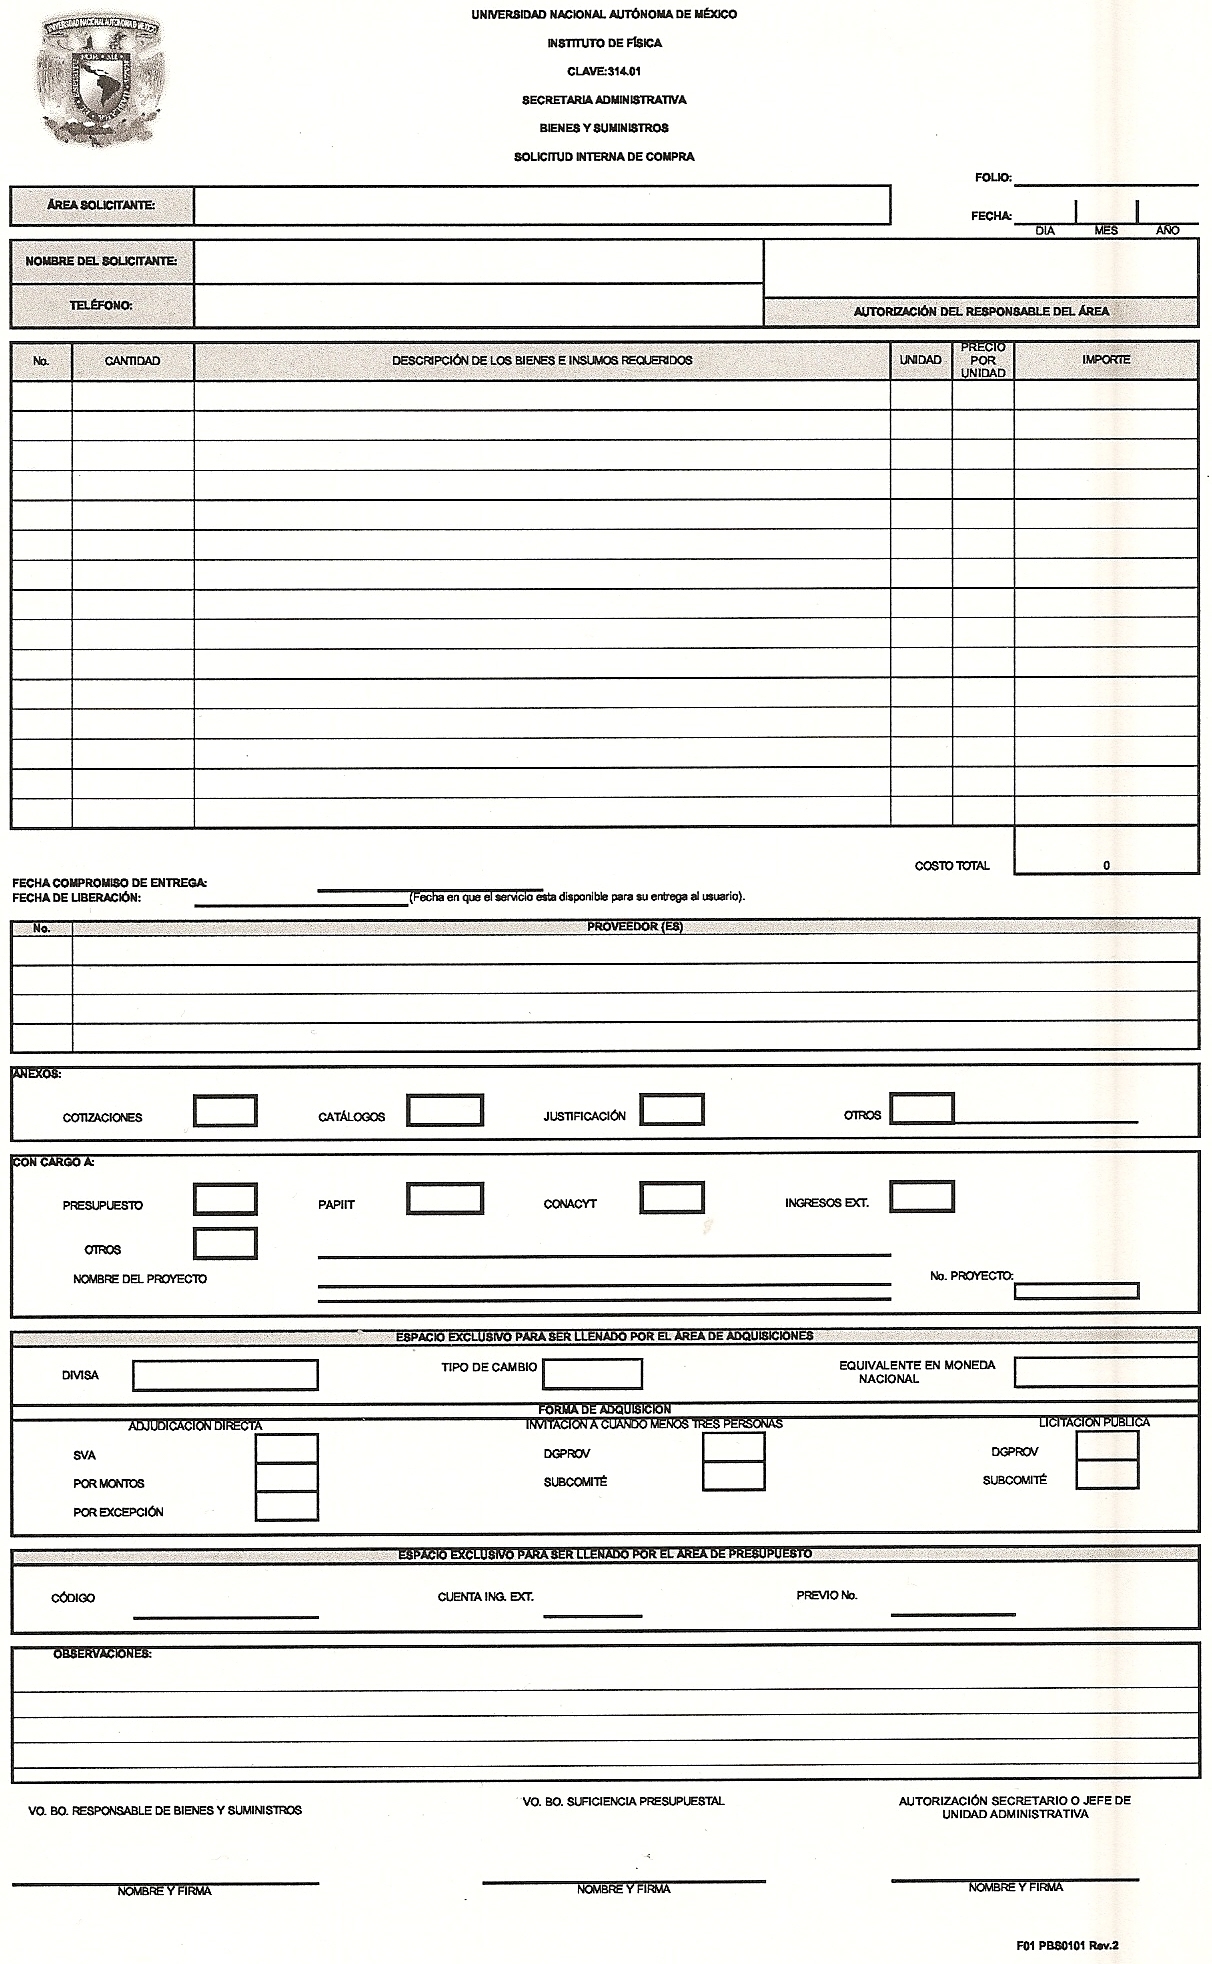 UNIVERSIDAD NACIONAL AUTÓNOMA DE MÉXICO
INSTITUTO DE FÍSICA
CLAVE:314.01
SECRETARIA ADMINISTRATIVA
BIENES Y SUMINISTROS
SOLICITUD INTERNA DE COMPRA
FOLIO:
ÁREA SOLICITANTE:
FECHA:
DIA MES AÑO
NOMBRE DEL SOLICITANTE:
TELÉFONO:
AUTORIZACIÓN DEL RESPONSABLE DEL ÁREA
No. CANTIDAD DESCRIPCIÓN DE LOS BIENES E INSUMOS REQUERIDOS UNIDAD PRECIO POR UNIDAD IMPORTE
COSTO TOTAL 0
FECHA COMPROMISO DE ENTREGA:
FECHA DE LIBERACIÓN: (Fecha en que el servicio esta disponible para su entrega al usuario).
No. PROVEEDOR (ES)
ANEXOS:
COTIZACIONES CATÁLOGOS JUSTIFICACIÓN OTROS
CON CARGO A:
PRESUPUESTO PAPIIT CONACYT INGRESOS EXT.
OTROS
NOMBRE DEL PROYECTO No. PROYECTO:
ESPACIO EXCLUSIVO PARA SER LLENADO POR EL ÁREA DE ADQUISICIONES
DIVISA TIPO DE CAMBIO EQUIVALENTE EN MONEDA NACIONAL
FORMA DE ADQUISICION
ADJUDICACION DIRECTA INVITACION A CUANDO MENOS TRES PERSONAS LICITACION PUBLICA
SVA DGPROV DGPROV
POR MONTOS SUBCOMITÉ SUBCOMITÉ
POR EXCEPCIÓN
ESPACIO EXCLUSIVO PARA SER LLENADO POR EL AREA DE PRESUPUESTO
CÓDIGO CUENTA ING. EXT. PREVIO No.
OBSERVACIONES:
VO. BO. RESPONSABLE DE BIENES Y SUMINISTROS VO. BO. SUFICIENCIA PRESUPUESTAL AUTORIZACIÓN SECRETARIO O JEFE DE UNIDAD ADMINISTRATIVA
NOMBRE Y FIRMA NOMBRE Y FIRMA NOMBRE Y FIRMA
F01 PBS0101 Rev.2